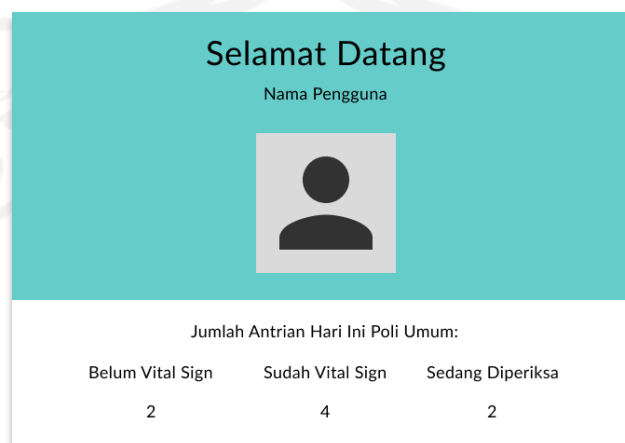 Selamat Datang
Nama Pengguna
Jumlah Antrian Hari Ini Poli Umum:
Belum Vital Sign Sudah Vital Sign Sedang Diperiksa
2 4 2